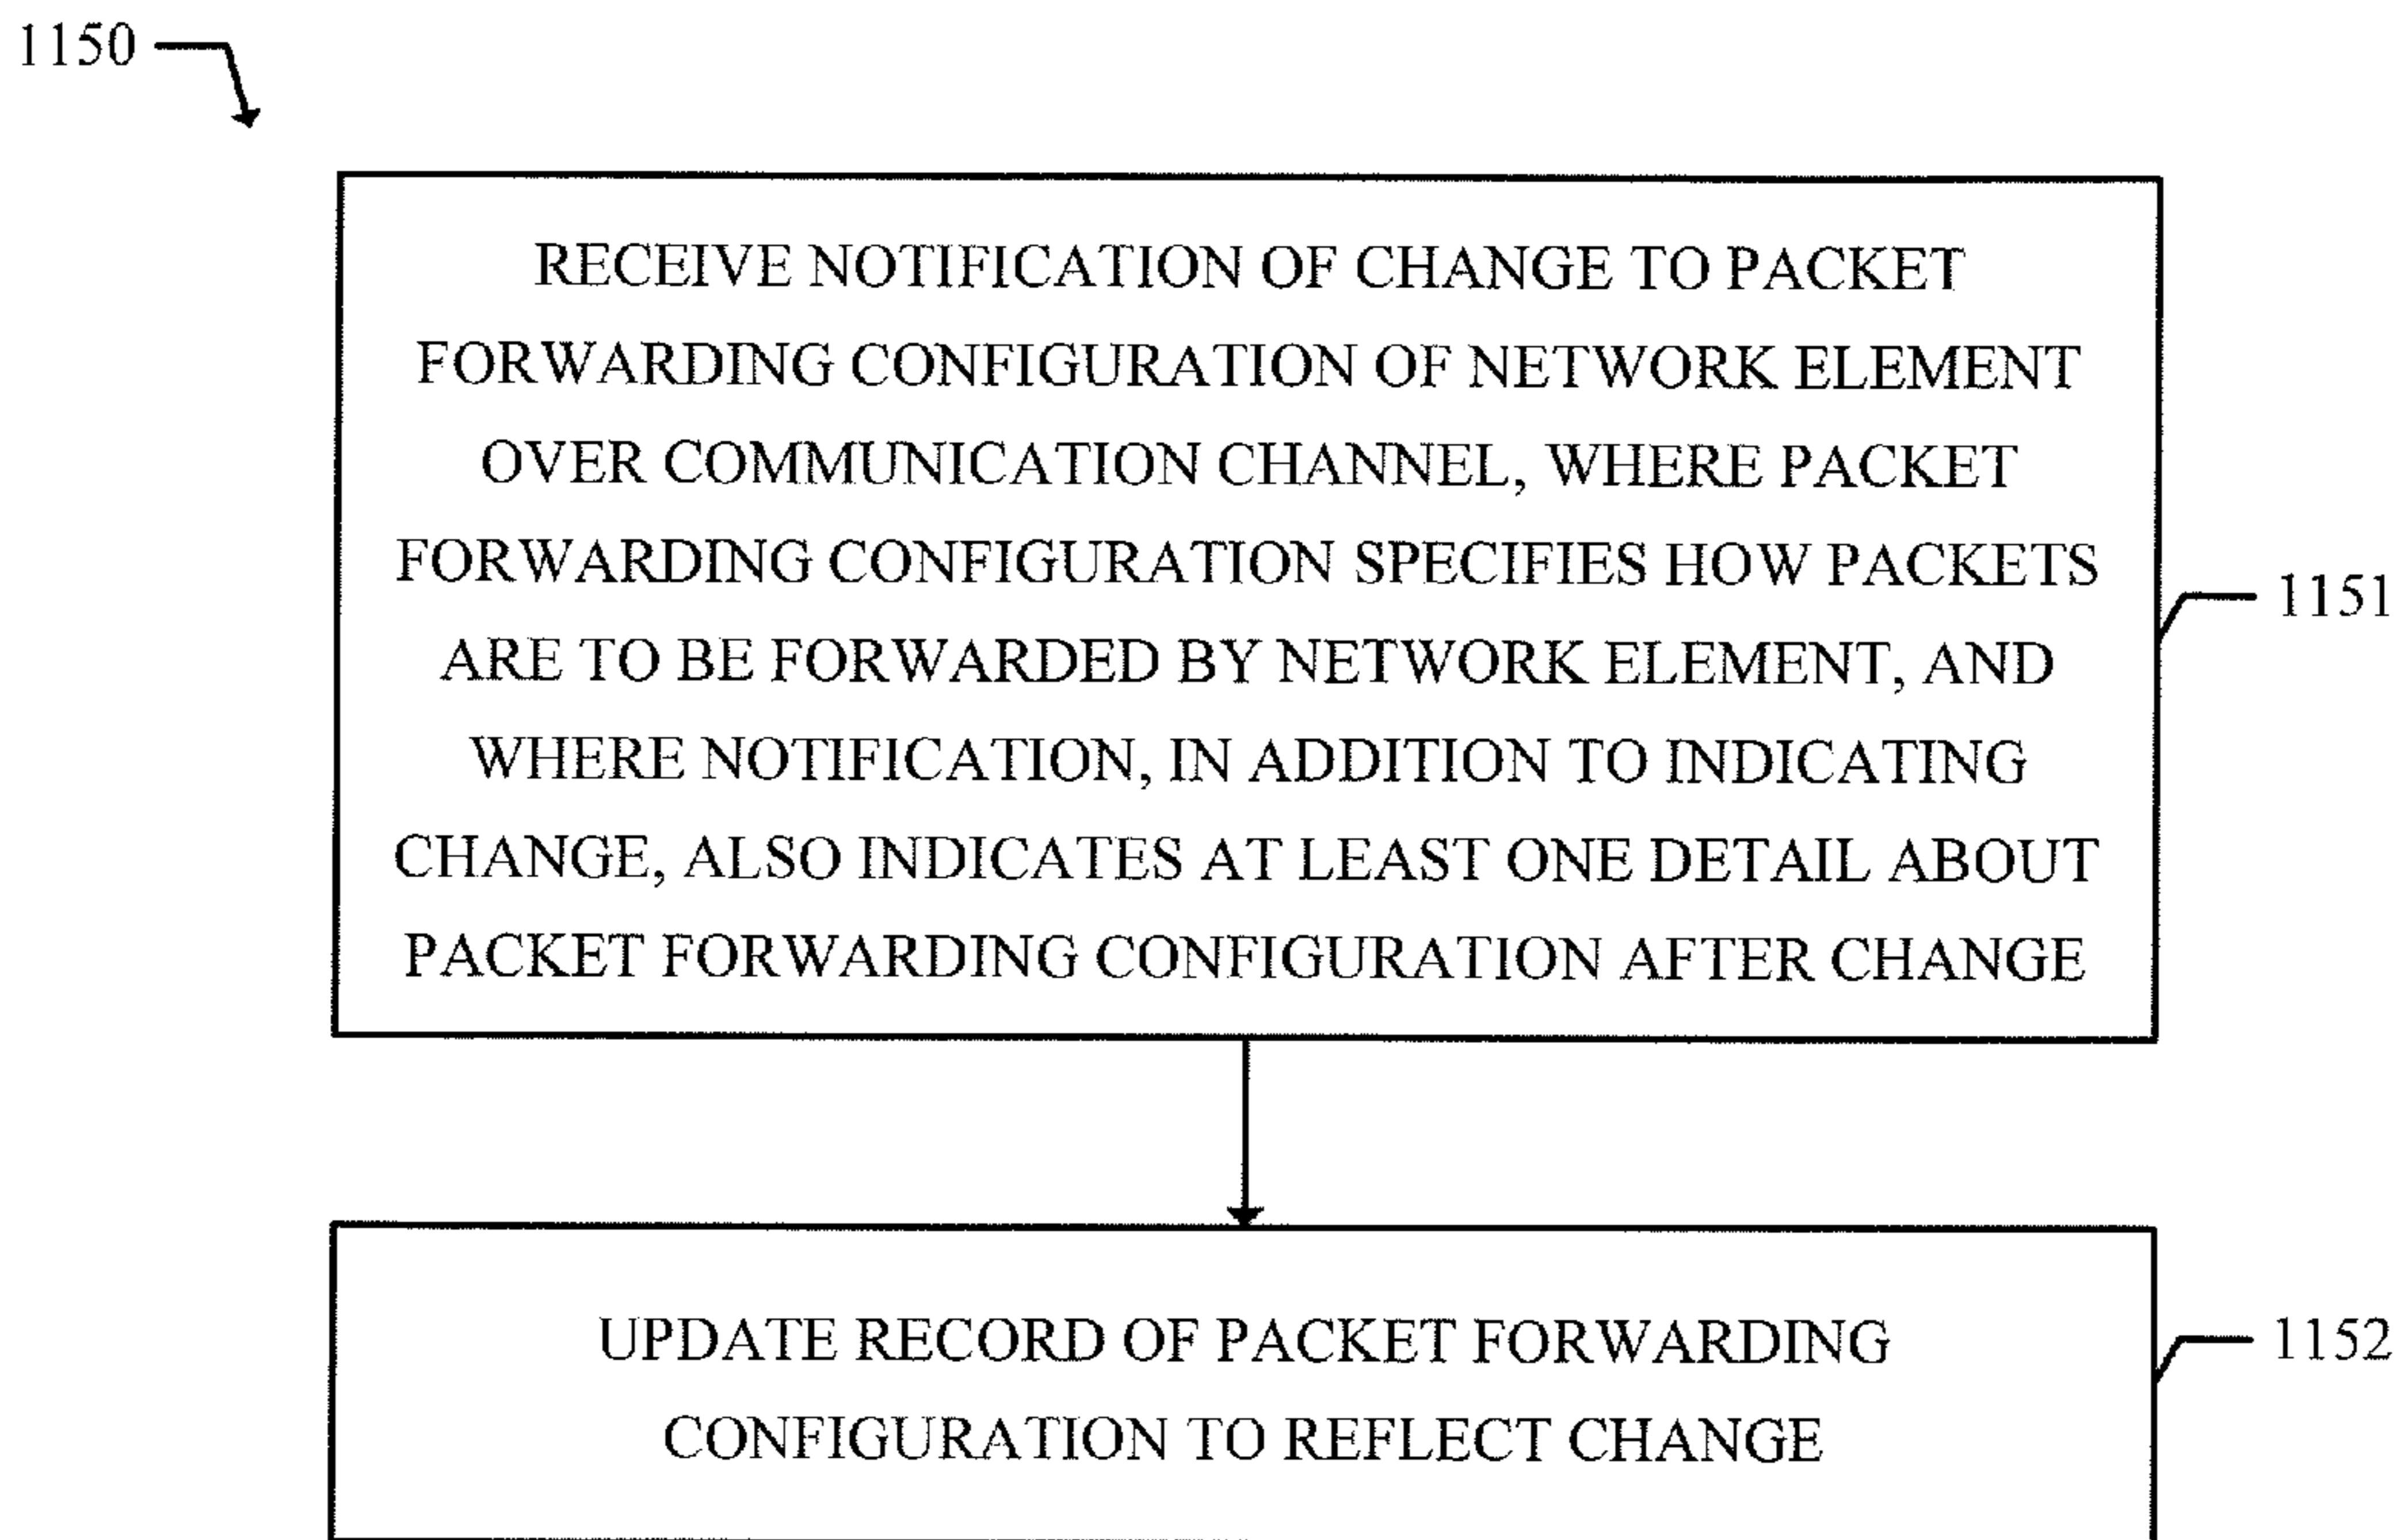 1150
RECEIVE NOTIFICATION OF CHANGE TO PACKET
FORWARDING CONFIGURATION OF NETWORK ELEMENT
OVER COMMUNICATION CHANNEL, WHERE PACKET
FORWARDING CONFIGURATION SPECIFIES HOW PACKETS
ARE TO BE FORWARDED BY NETWORK ELEMENT, AND
WHERE NOTIFICATION, IN ADDITION TO INDICATING
CHANGE, ALSO INDICATES AT LEAST ONE DETAIL ABOUT
PACKET FORWARDING CONFIGURATION AFTER CHANGE
1151
UPDATE RECORD OF PACKET FORWARDING
CONFIGURATION TO REFLECT CHANGE
1152